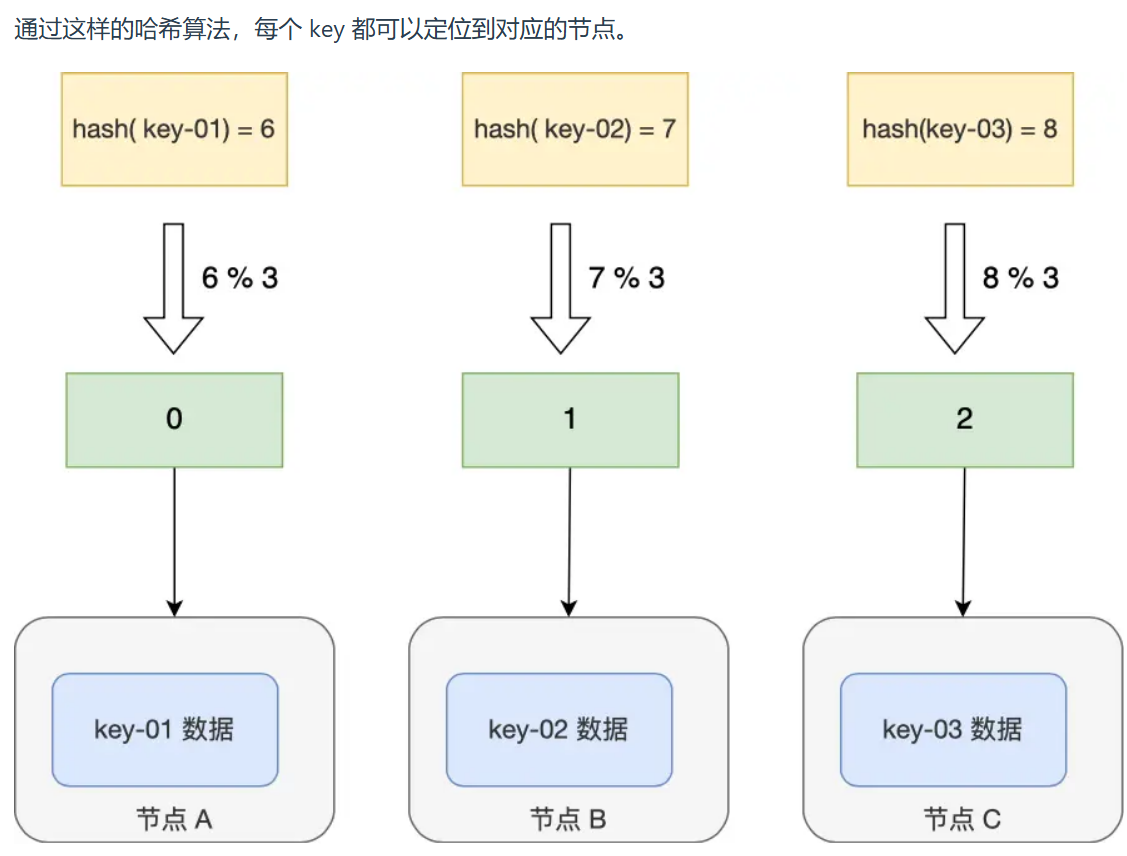 通过这样的哈希算法，每个 key 都可以定位到对应的节点。
hash( key-01) = 6
hash( key-02) = 7
hash(key-03) = 8
6 % 3
7 % 3
8 % 3
0
1
2
key-01 数据
key-02 数据
key-03 数据
节点 A
节点 B
节点 C